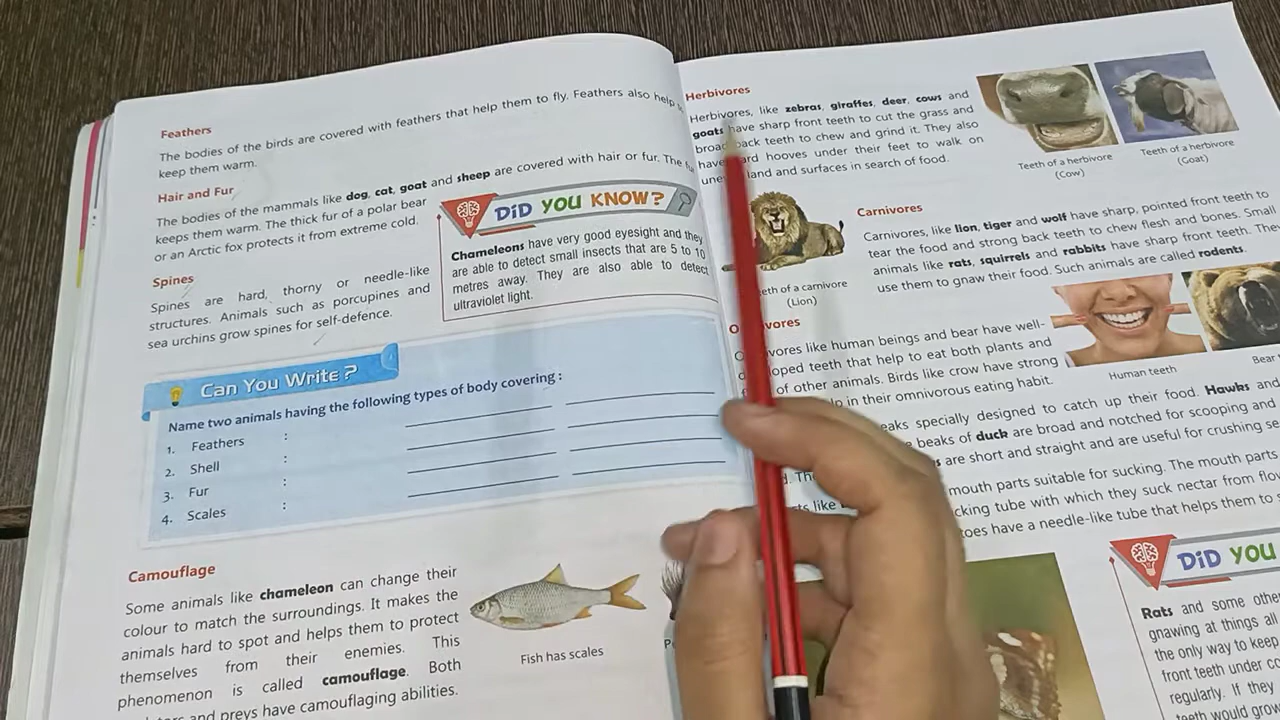 Feathers
The bodies of the birds are covered with feathers that help them to fly. Feathers also help
keep them warm.
Hair and Fur
The bodies of the mammals like dog, cat, goat and sheep are covered with hair or fur. The
keeps them warm. The thick fur of a polar bear
or an Arctic fox protects it from extreme cold.
Spines
Spines are hard, thorny or needle-like
structures. Animals such as porcupines and
sea urchins grow spines for self-defence.
DiD YOU KNOW?
Chameleons have very good eyesight and they
are able to detect small insects that are 5 to 10
metres away. They are also able to detect
ultraviolet light.
Can You Write?
Name two animals having the following types of body covering :
1. Feathers :
2. Shell :
3. Fur :
4. Scales :
Camouflage
Some animals like chameleon can change their
colour to match the surroundings. It makes the
animals hard to spot and helps them to protect
themselves from their enemies. This
phenomenon is called camouflage. Both
and preys have camouflaging abilities.
Fish has scales
Herbivores
Herbivores, like zebras, giraffes, deer, cows and
goats have sharp front teeth to cut the grass and
back teeth to chew and grind it. They also
have hooves under their feet to walk on
land and surfaces in search of food.
Teeth of a herbivore
(Cow)
Teeth of a herbivore
(Goat)
Carnivores
Carnivores, like lion, tiger and wolf have sharp, pointed front teeth to
tear the food and strong back teeth to chew flesh and bones. Small
animals like rats, squirrels and rabbits have sharp front teeth. They
use them to gnaw their food. Such animals are called rodents.
of a carnivore
(Lion)
like human beings and bear have well-
teeth that help to eat both plants and
of other animals. Birds like crow have strong
in their omnivorous eating habit.
Human teeth
Bear
specially designed to catch up their food. Hawks and
beaks of duck are broad and notched for scooping and
are short and straight and are useful for crushing
mouth parts suitable for sucking. The mouth parts
tube with which they suck nectar from
have a needle-like tube that helps them to
DiD YOU
Rats and some other
gnawing at things all
the only way to keep
front teeth under
regularly. If they
teeth would grow